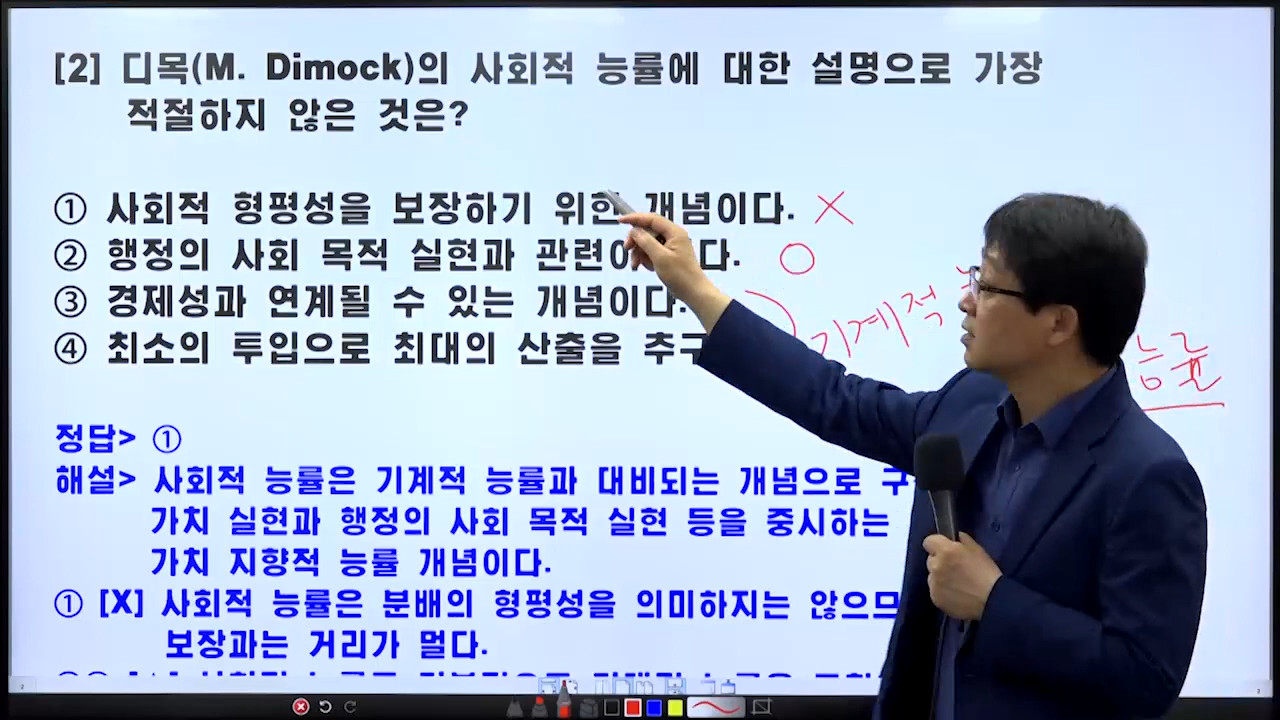 [2] 디목(M. Dimock)의 사회적 능률에 대한 설명으로 가장
적절하지 않은 것은?
① 사회적 형평성을 보장하기 위한 개념이다. X
② 행정의 사회 목적 실현과 다. O
③ 경제성과 연계될 수 있는 개념이다.
④ 최소의 투입으로 최대의 산출을
기계적
능률
정답> ①
해설> 사회적 능률은 기계적 능률과 대비되는 개념으로
가치 실현과 행정의 사회 목적 실현 등을 중시하는
가치 지향적 능률 개념이다.
① [X] 사회적 능률은 분배의 형평성을 의미하지는
보장과는 거리가 멀다.